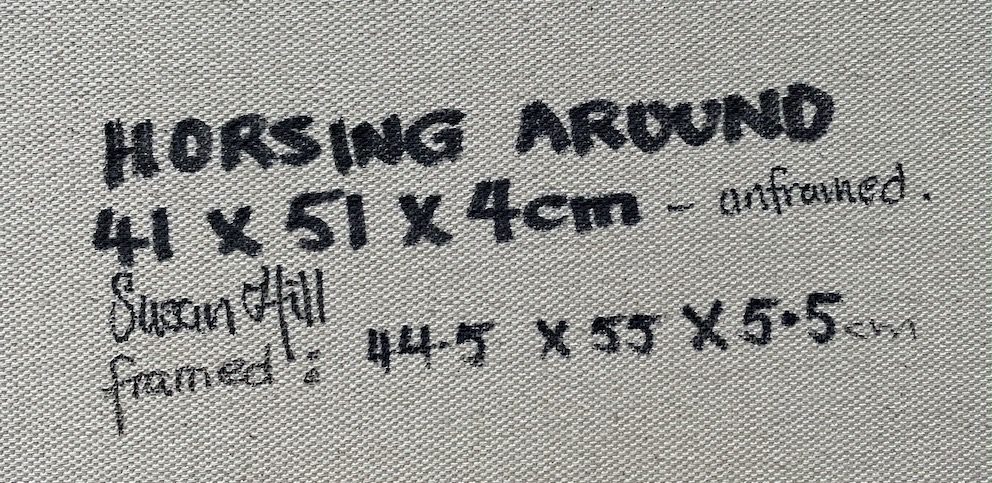 HORSING AROUND
41 X 51 X 4cm - unframed.
Susan Hill
framed : 44.5 X 55 X 5.5cm